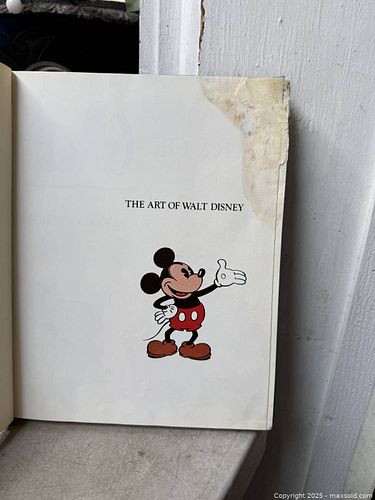 THE ART OF WALT DISNEY
Copyright 2025 - maxsold.com